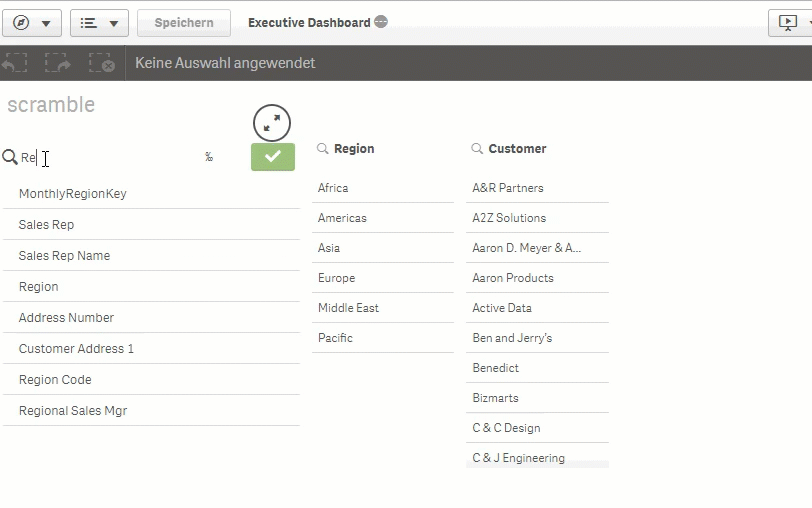 Speichern
Executive Dashboard
Keine Auswahl angewendet
scramble
Re
‰
MonthlyRegionKey
Sales Rep
Sales Rep Name
Region
Address Number
Customer Address 1
Region Code
Regional Sales Mgr
Region
Africa
Americas
Asia
Europe
Middle East
Pacific
Customer
A&R Partners
A2Z Solutions
Aaron D. Meyer & A...
Aaron Products
Active Data
Ben and Jerry's
Benedict
Bizmarts
C & C Design
C & J Engineering